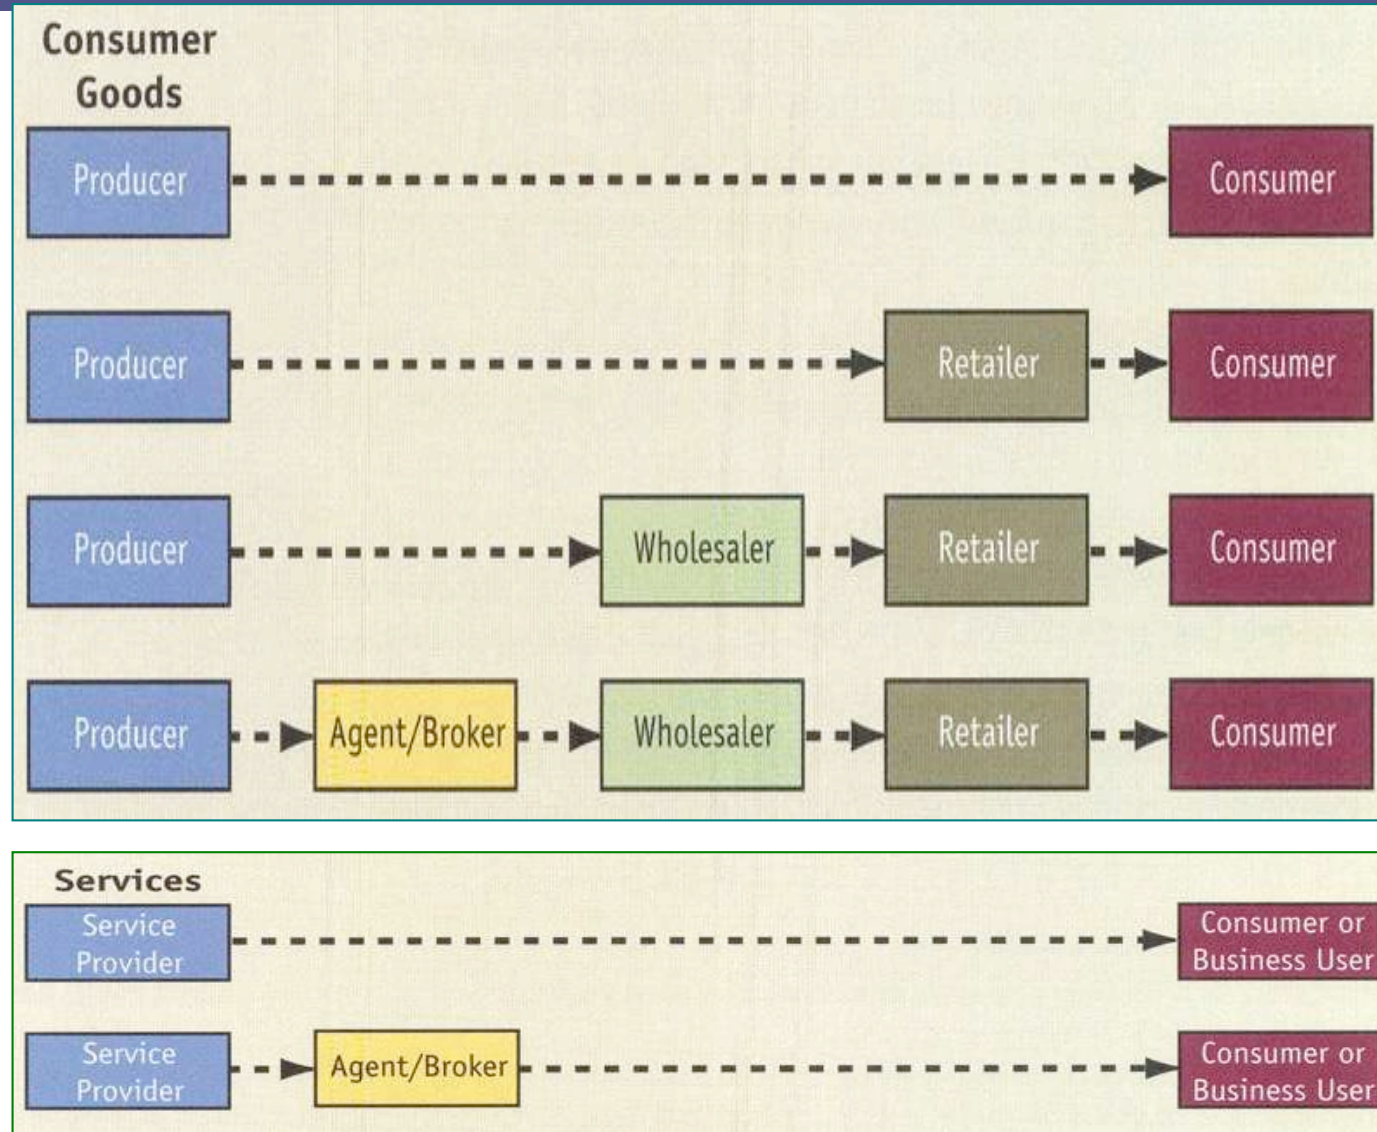 Consumer
Goods
Producer
Consumer
Producer
Retailer
Consumer
Producer
Wholesaler
Retailer
Consumer
Producer
Agent/Broker
Wholesaler
Retailer
Consumer
Services
Service
Provider
Consumer or
Business User
Service
Provider
Agent/Broker
Consumer or
Business User